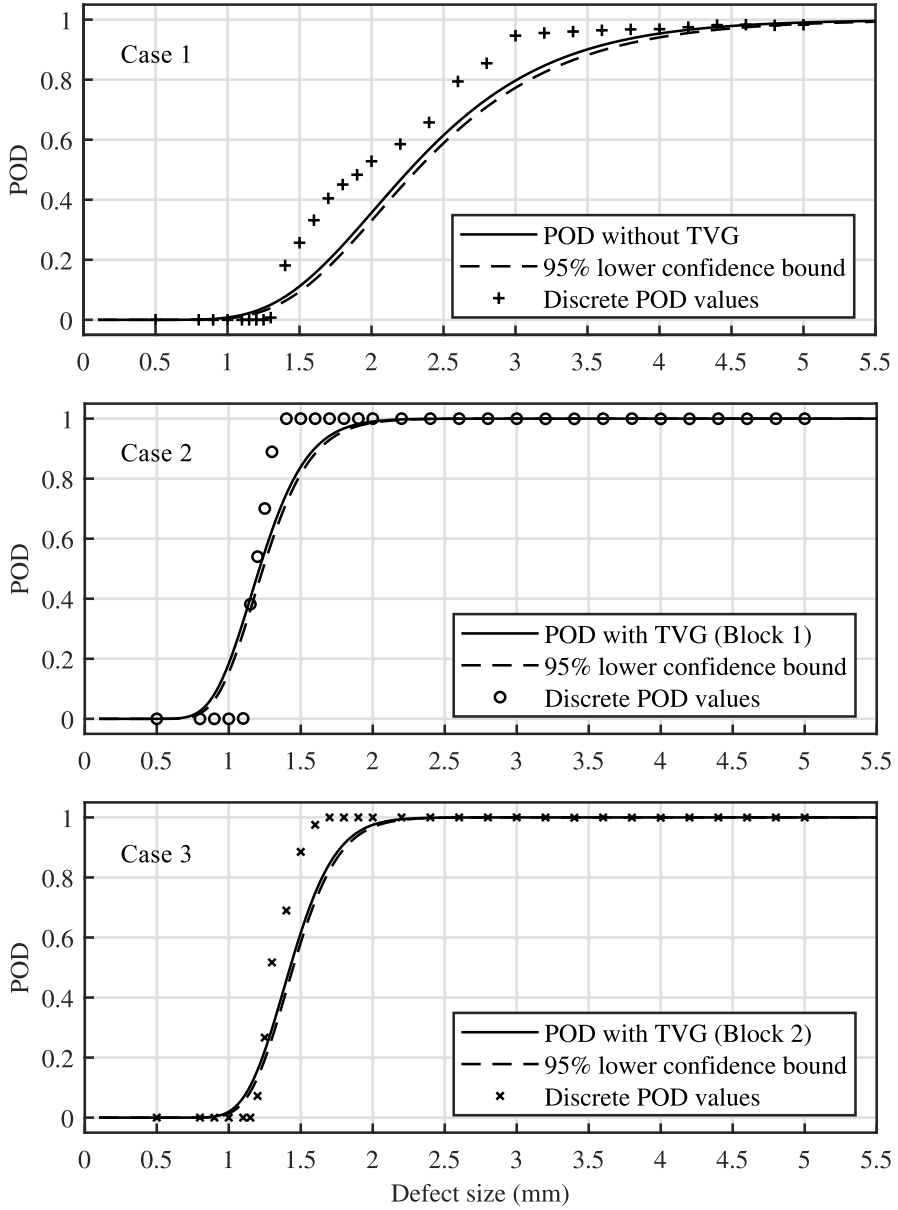 1
Case 1
0.8
0.6
POD
0.4
POD without TVG
0.2
95% lower confidence bound
Discrete POD values
0
0 0.5 1 1.5 2 2.5 3 3.5 4 4.5 5 5.5
1
Case 2
0.8
0.6
POD
0.4
POD with TVG (Block 1)
0.2
95% lower confidence bound
Discrete POD values
0
0 0.5 1 1.5 2 2.5 3 3.5 4 4.5 5 5.5
1
Case 3
0.8
0.6
POD
0.4
POD with TVG (Block 2)
0.2
95% lower confidence bound
Discrete POD values
0
0 0.5 1 1.5 2 2.5 3 3.5 4 4.5 5 5.5
Defect size (mm)